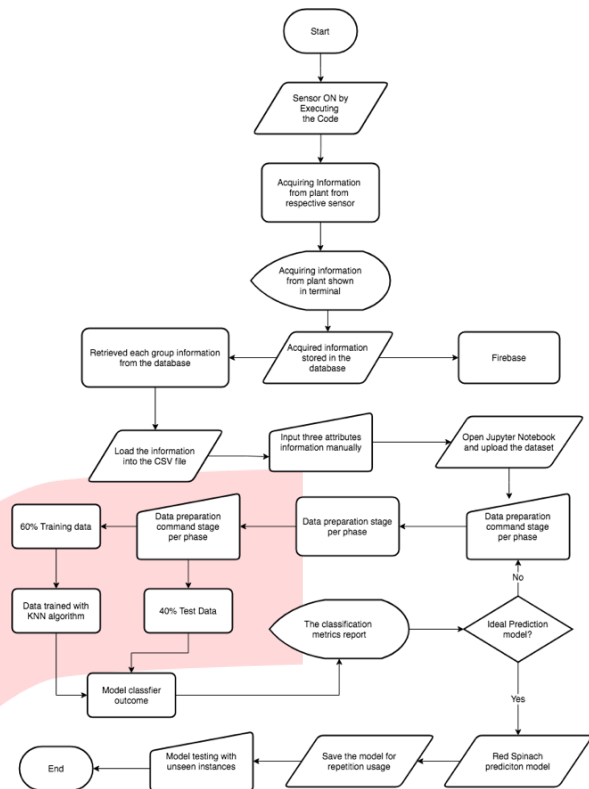 Start
Sensor ON by
Executing
the Code
Acquiring Information
from plant from
respective sensor
Acquiring information
from plant shown
in terminal
Retrieved each group information
from the database
Acquired information
stored in the
database
Firebase
Load the information
into the CSV file
Input three attributes
information manually
Open Jupyter Notebook
and upload the dataset
60% Training data
Data preparation
command stage
per phase
Data preparation stage
per phase
Data preparation
command stage
per phase
No
Data trained with
KNN algorithm
40% Test Data
The classification
metrics report
Ideal Prediction
model?
Model classfier
outcome
Yes
End
Model testing with
unseen instances
Save the model for
repetition usage
Red Spinach
prediciton model